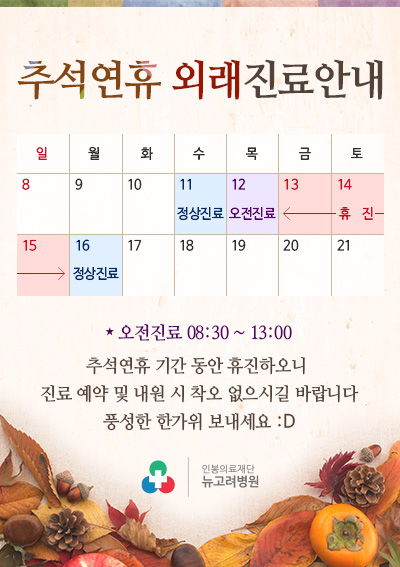 추석연휴 외래진료안내
일 월 화 수 목 금 토
8 9 10 11 12 13 14
정상진료 오전진료 휴 진
15 16 17 18 19 20 21
정상진료
★ 오전진료 08:30 ~ 13:00
추석연휴 기간 동안 휴진하오니
진료 예약 및 내원 시 착오 없으시길 바랍니다
풍성한 한가위 보내세요 :D
인봉의료재단
뉴고려병원